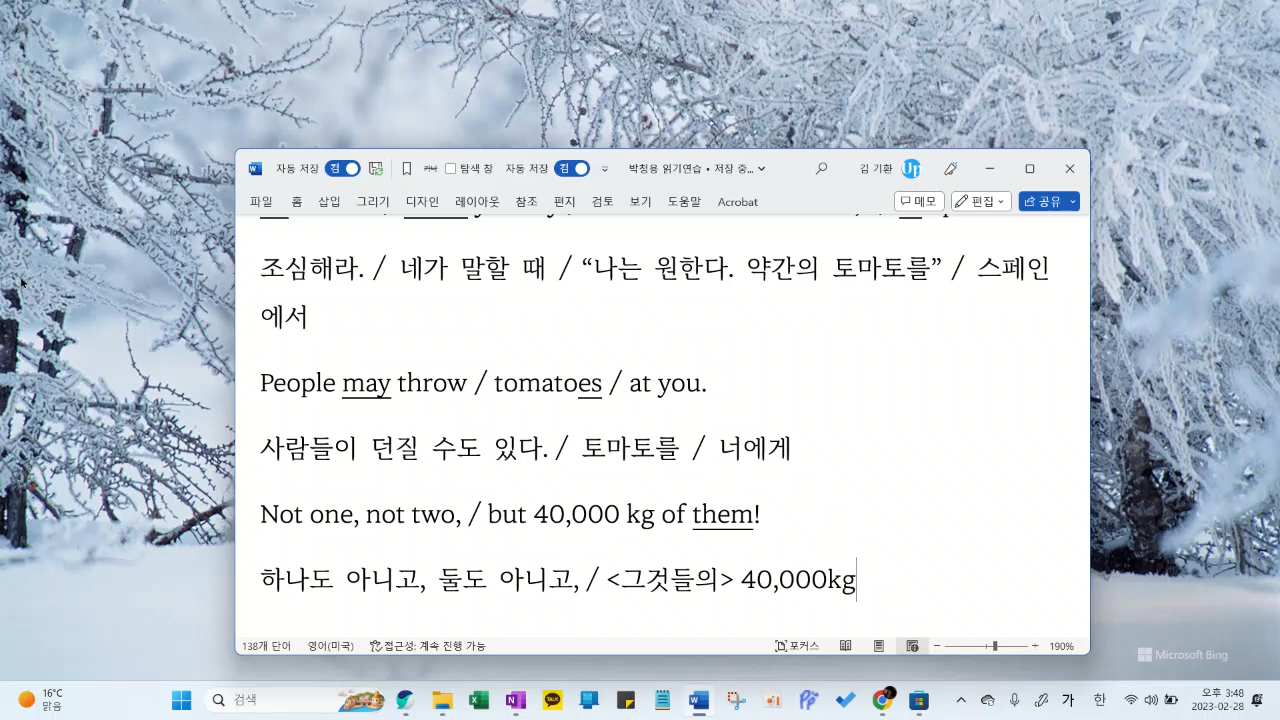 자동 저장 켬 탐색 창 자동 저장 켬 박청용 읽기연습 • 저장 중... 김 기환
파일 홈 삽입 그리기 디자인 레이아웃 참조 편지 검토 보기 도움말 Acrobat 메모 편집 공유
조심해라. / 네가 말할 때 / “나는 원한다. 약간의 토마토를” / 스페인
에서
People may throw / tomatoes / at you.
사람들이 던질 수도 있다. / 토마토를 / 너에게
Not one, not two, / but 40,000 kg of them!
하나도 아니고, 둘도 아니고, / <그것들의> 40,000kg
138개 단어 영어(미국) 접근성: 계속 진행 가능 포커스 190%
Microsoft Bing
16°C
맑음
검색
TALK
가 한
오후 3:48
2023-02-28